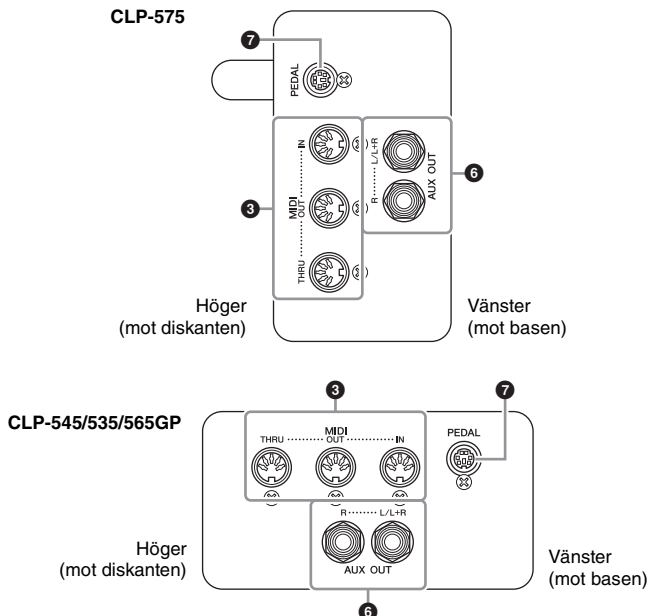 CLP-575
7
PEDAL
IN
OUT
MIDI
THRU
3
L/L+R
R
AUX OUT
6
Höger
(mot diskanten)
Vänster
(mot basen)
CLP-545/535/565GP
3
MIDI
THRU OUT IN
PEDAL
7
R L/L+R
AUX OUT
6
Höger
(mot diskanten)
Vänster
(mot basen)